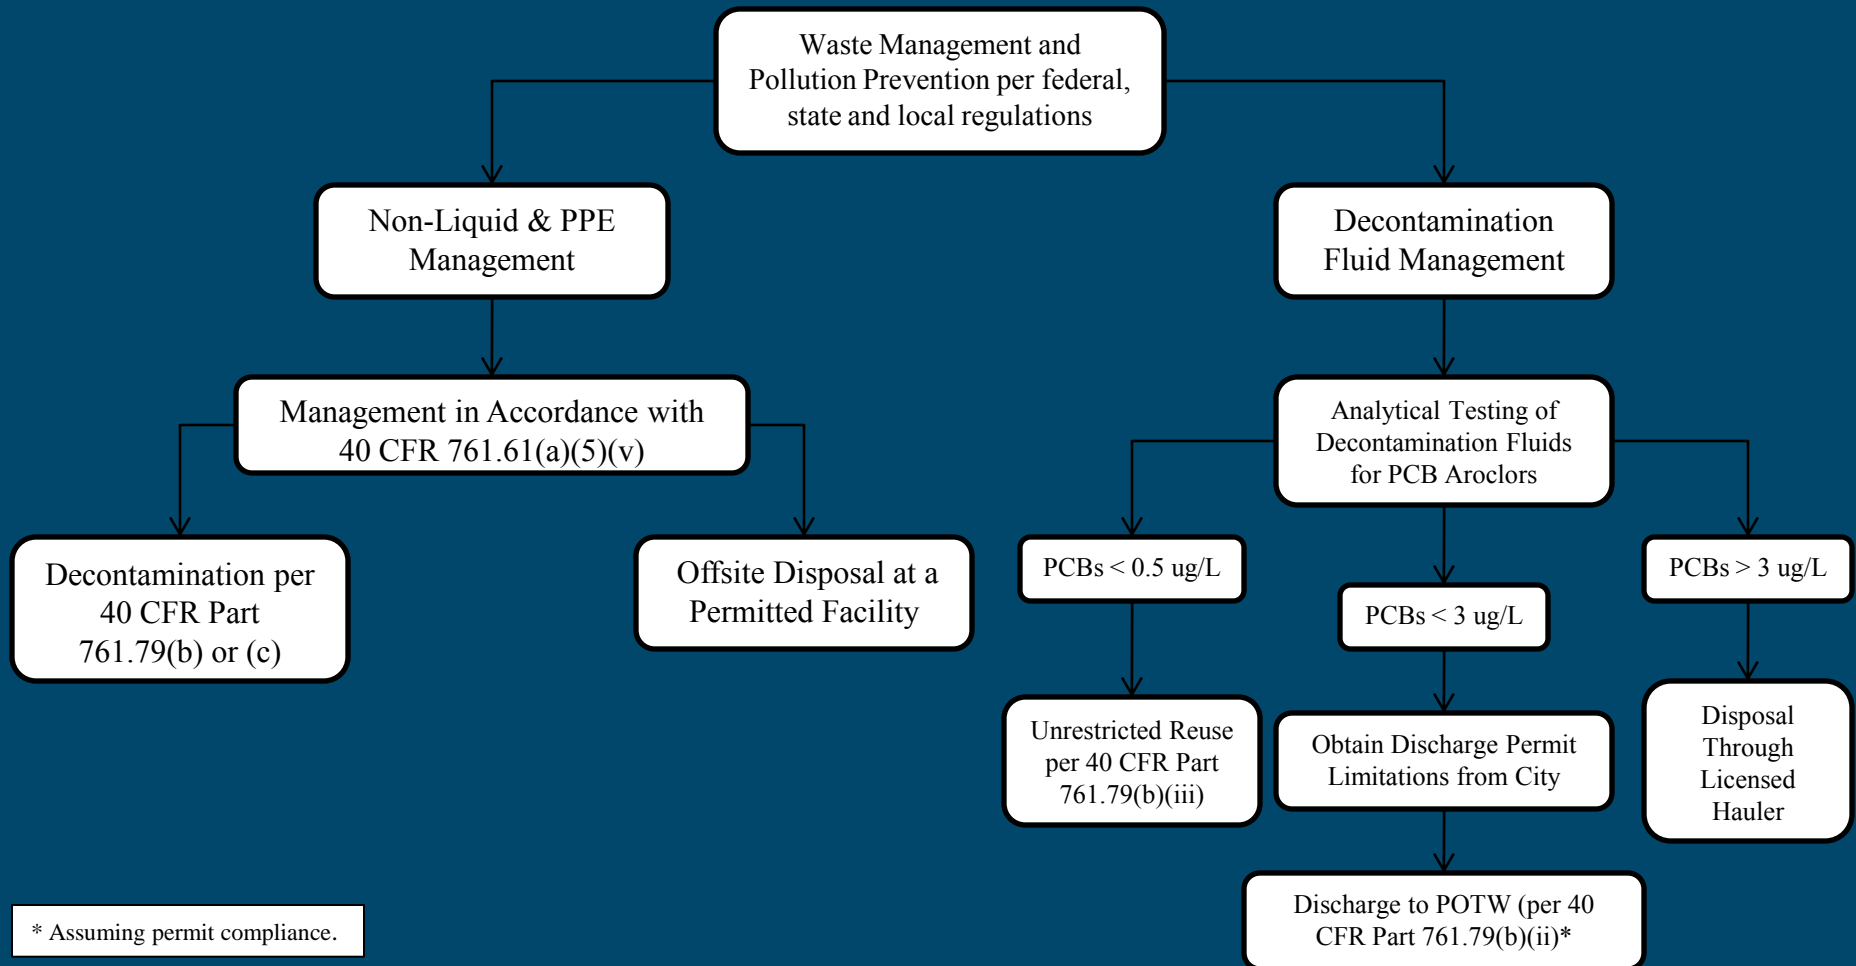 Waste Management and
Pollution Prevention per federal,
state and local regulations
Non-Liquid & PPE
Management
Decontamination
Fluid Management
Management in Accordance with
40 CFR 761.61(a)(5)(v)
Analytical Testing of
Decontamination Fluids
for PCB Aroclors
Decontamination per
40 CFR Part
761.79(b) or (c)
Offsite Disposal at a
Permitted Facility
PCBs < 0.5 ug/L
PCBs < 3 ug/L
PCBs > 3 ug/L
Unrestricted Reuse
per 40 CFR Part
761.79(b)(iii)
Obtain Discharge Permit
Limitations from City
Disposal
Through
Licensed
Hauler
Discharge to POTW (per 40
CFR Part 761.79(b)(ii)*
* Assuming permit compliance.